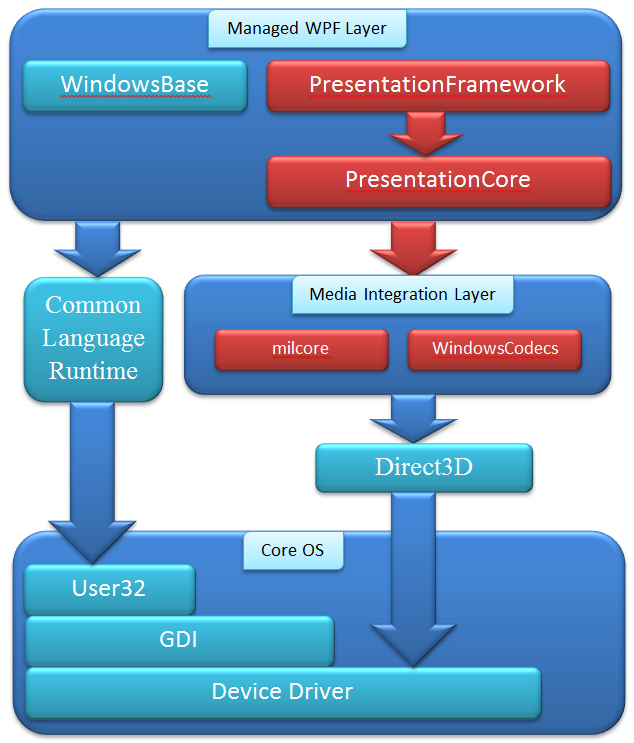 Managed WPF Layer
WindowsBase
PresentationFramework
PresentationCore
Common
Language
Runtime
Media Integration Layer
milcore
WindowsCodecs
Direct3D
Core OS
User32
GDI
Device Driver